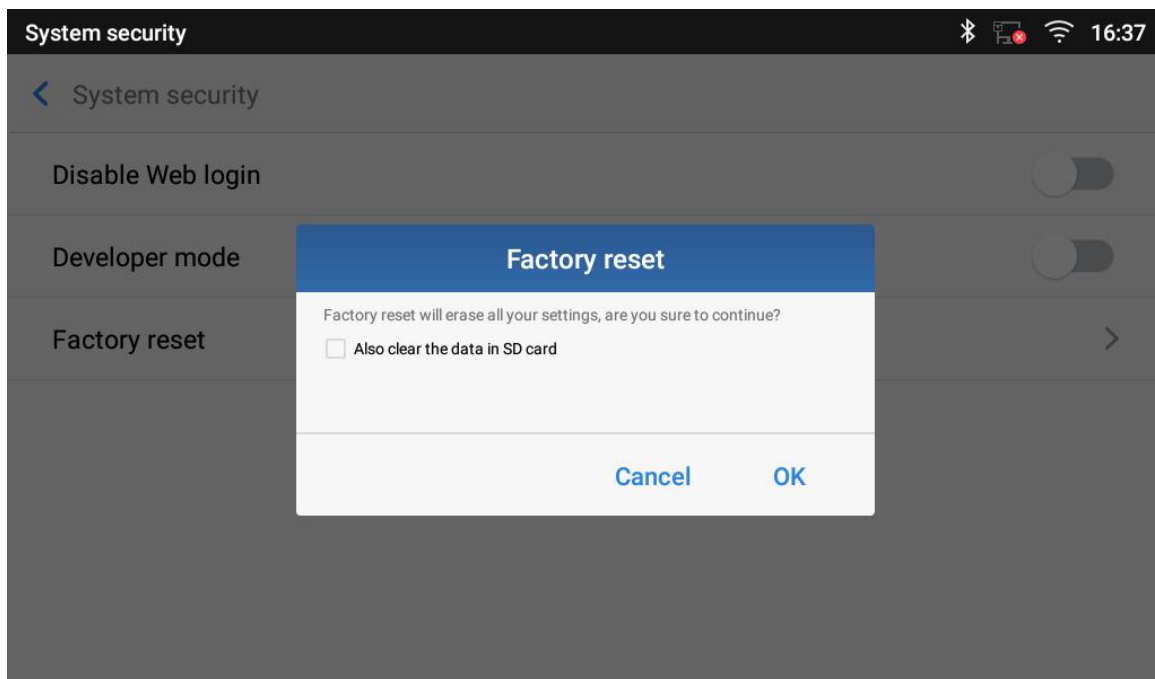 System security 16:37
System security
Disable Web login
Developer mode
Factory reset
Factory reset
Factory reset will erase all your settings, are you sure to continue?
Also clear the data in SD card
Cancel OK